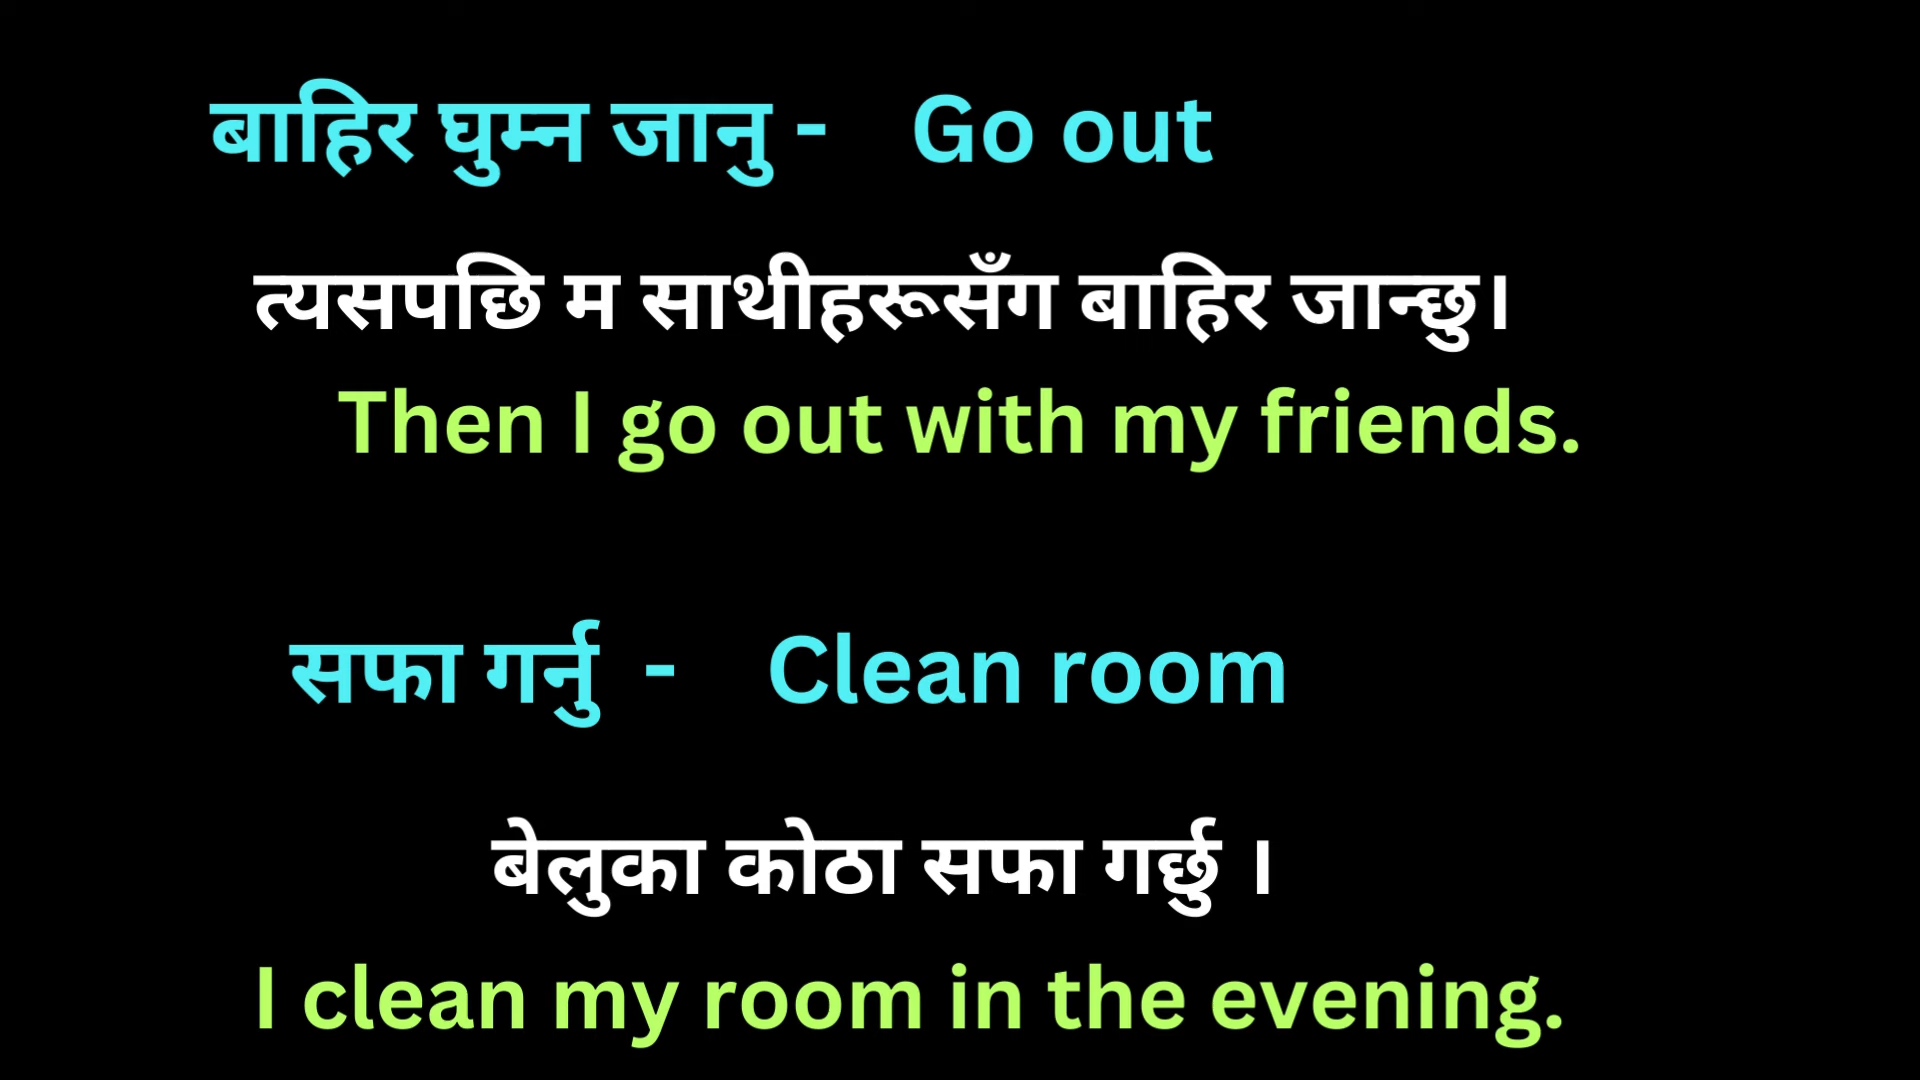 बाहिर घुम्न जानु - Go out
त्यसपछि म साथीहरूसँग बाहिर जान्छु।
Then I go out with my friends.
सफा गर्नु - Clean room
बेलुका कोठा सफा गर्छु ।
I clean my room in the evening.